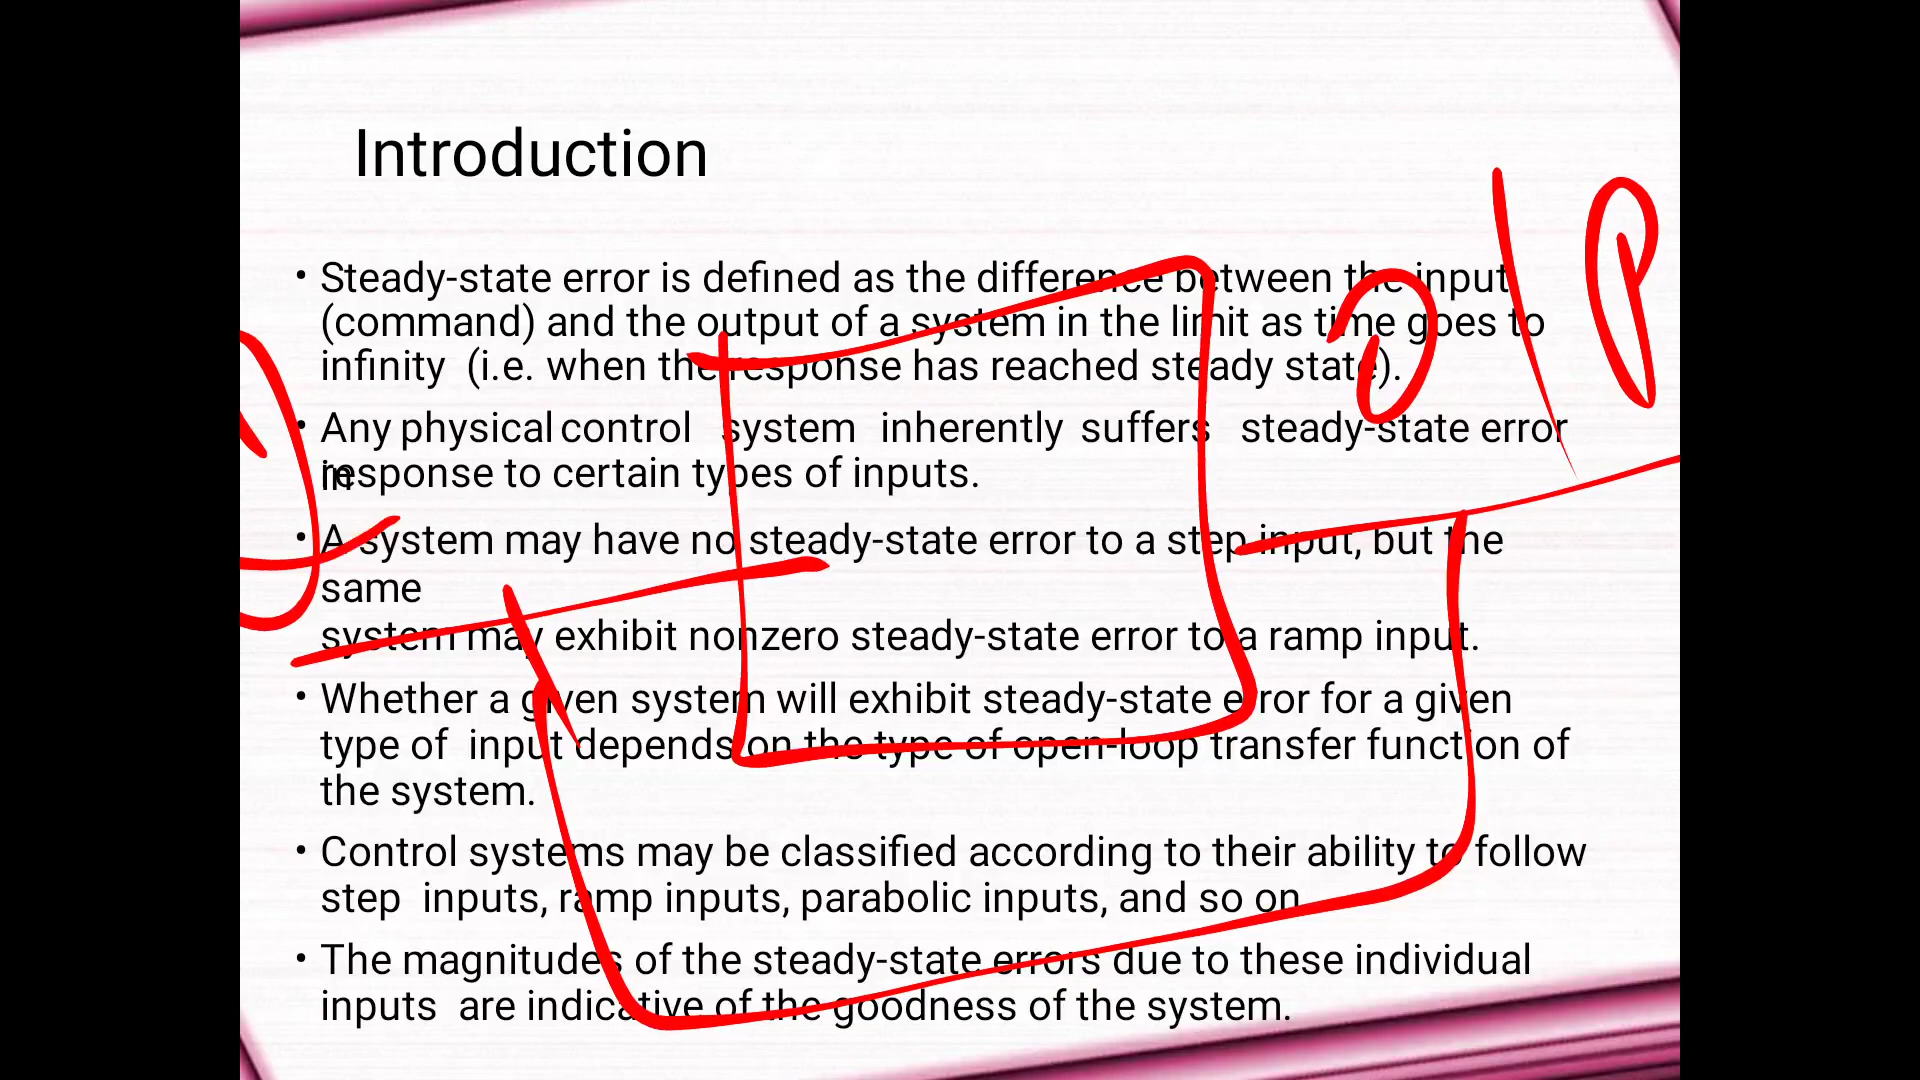 Introduction
• Steady-state error is defined as the difference between the input
(command) and the output of a system in the limit as time goes to
infinity (i.e. when the response has reached steady state).
• Any physical control system inherently suffers steady-state error
in
response to certain types of inputs.
• A system may have no steady-state error to a step input, but the
same
system may exhibit nonzero steady-state error to a ramp input.
• Whether a given system will exhibit steady-state error for a given
type of input depends on the type of open-loop transfer function of
the system.
• Control systems may be classified according to their ability to follow
step inputs, ramp inputs, parabolic inputs, and so on.
• The magnitudes of the steady-state errors due to these individual
inputs are indicative of the goodness of the system.
o/p